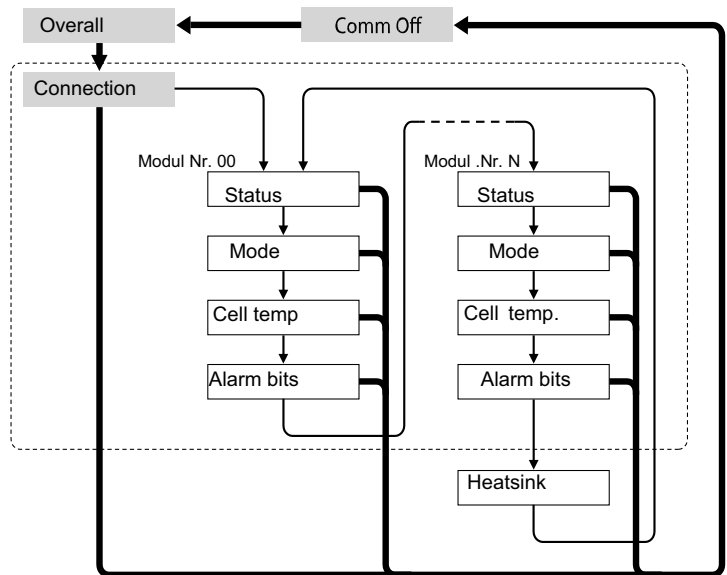 Overall
Comm Off
Connection
Modul Nr. 00
Status
Mode
Cell temp
Alarm bits
Modul .Nr. N
Status
Mode
Cell temp.
Alarm bits
Heatsink